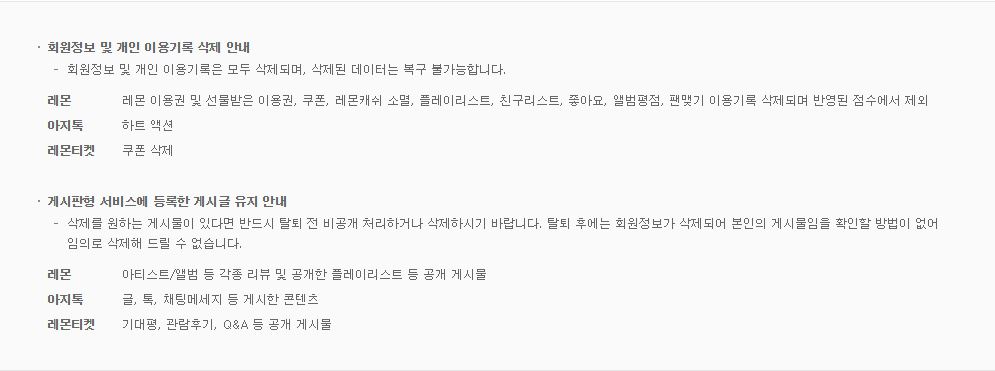 · 회원정보 및 개인 이용기록 삭제 안내
- 회원정보 및 개인 이용기록은 모두 삭제되며, 삭제된 데이터는 복구 불가능합니다.
레몬 레몬 이용권 및 선물받은 이용권, 쿠폰, 레몬캐쉬 소멸, 플레이리스트, 친구리스트, 좋아요, 앨범평점, 팬맺기 이용기록 삭제되며 반영된 점수에서 제외
아지톡 하트 액션
레몬티켓 쿠폰 삭제
· 게시판형 서비스에 등록한 게시글 유지 안내
- 삭제를 원하는 게시물이 있다면 반드시 탈퇴 전 비공개 처리하거나 삭제하시기 바랍니다. 탈퇴 후에는 회원정보가 삭제되어 본인의 게시물임을 확인할 방법이 없어
임의로 삭제해 드릴 수 없습니다.
레몬 아티스트/앨범 등 각종 리뷰 및 공개한 플레이리스트 등 공개 게시물
아지톡 글, 톡, 채팅메세지 등 게시한 콘텐츠
레몬티켓 기대평, 관람후기, Q&A 등 공개 게시물